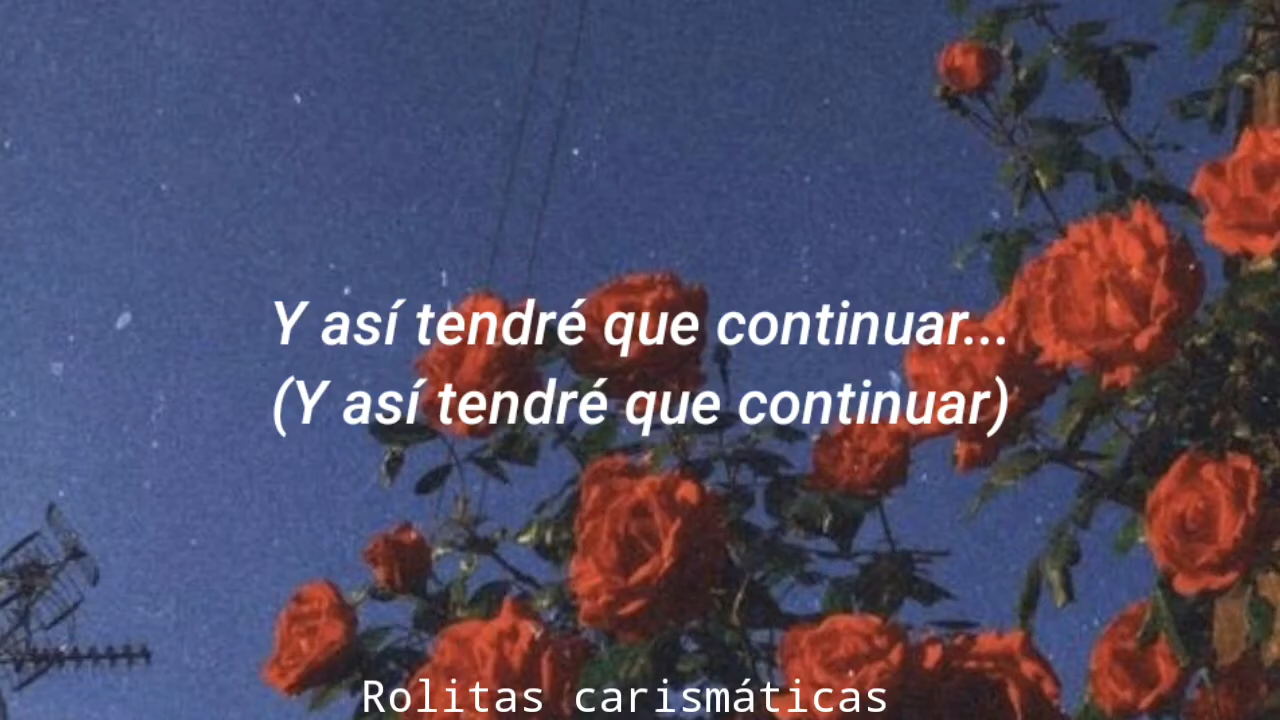 Y así tendré que continuar...
(Y así tendré que continuar)
Rolitas carismáticas